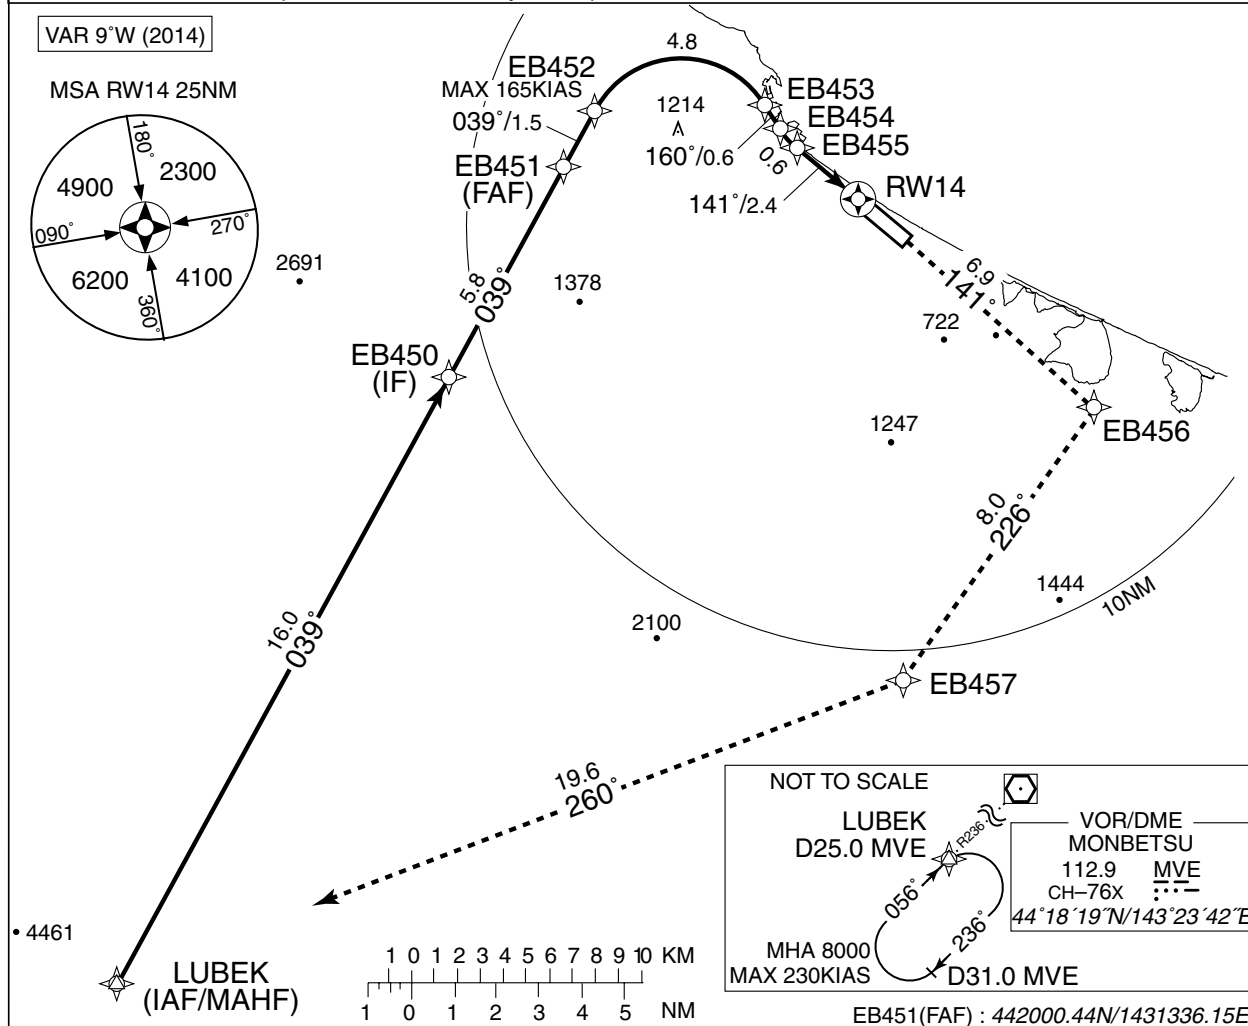 VAR 9°W (2014)
MSA RW14 25NM
180°
2300
4900
270°
090°
6200
4100
360°
2691
EB452
MAX 165KIAS
039°/1.5
EB451
(FAF)
4.8
1214
EB453
EB454
EB455
160°/0.6
0.6
141°/2.4
RW14
5.8
039°
1378
6.9
141°
722
EB450
(IF)
EB456
1247
8.0
226°
1444
10NM
16.0
039°
2100
EB457
19.6
260°
4461
LUBEK
(IAF/MAHF)
1 0 1 2 3 4 5 6 7 8 9 10 KM
1 0 1 2 3 4 5 NM
NOT TO SCALE
LUBEK
D25.0 MVE
R236
056°
236°
MHA 8000
MAX 230KIAS
D31.0 MVE
VOR/DME
MONBETSU
112.9 MVE
CH–76X
44°18´19˝N/143°23´42˝E
EB451(FAF) : 442000.44N/1431336.15E